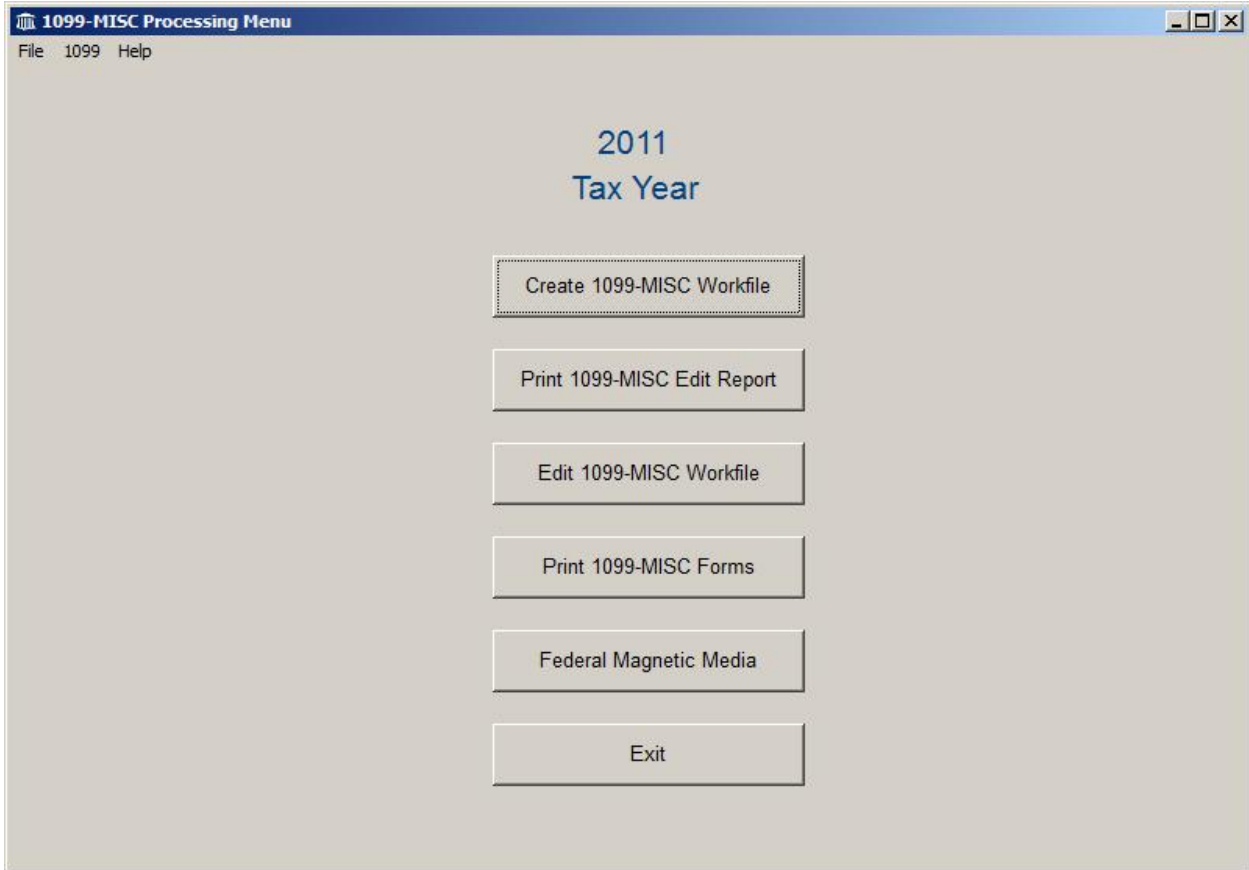 1099-MISC Processing Menu
File 1099 Help
2011
Tax Year
Create 1099-MISC Workfile
Print 1099-MISC Edit Report
Edit 1099-MISC Workfile
Print 1099-MISC Forms
Federal Magnetic Media
Exit